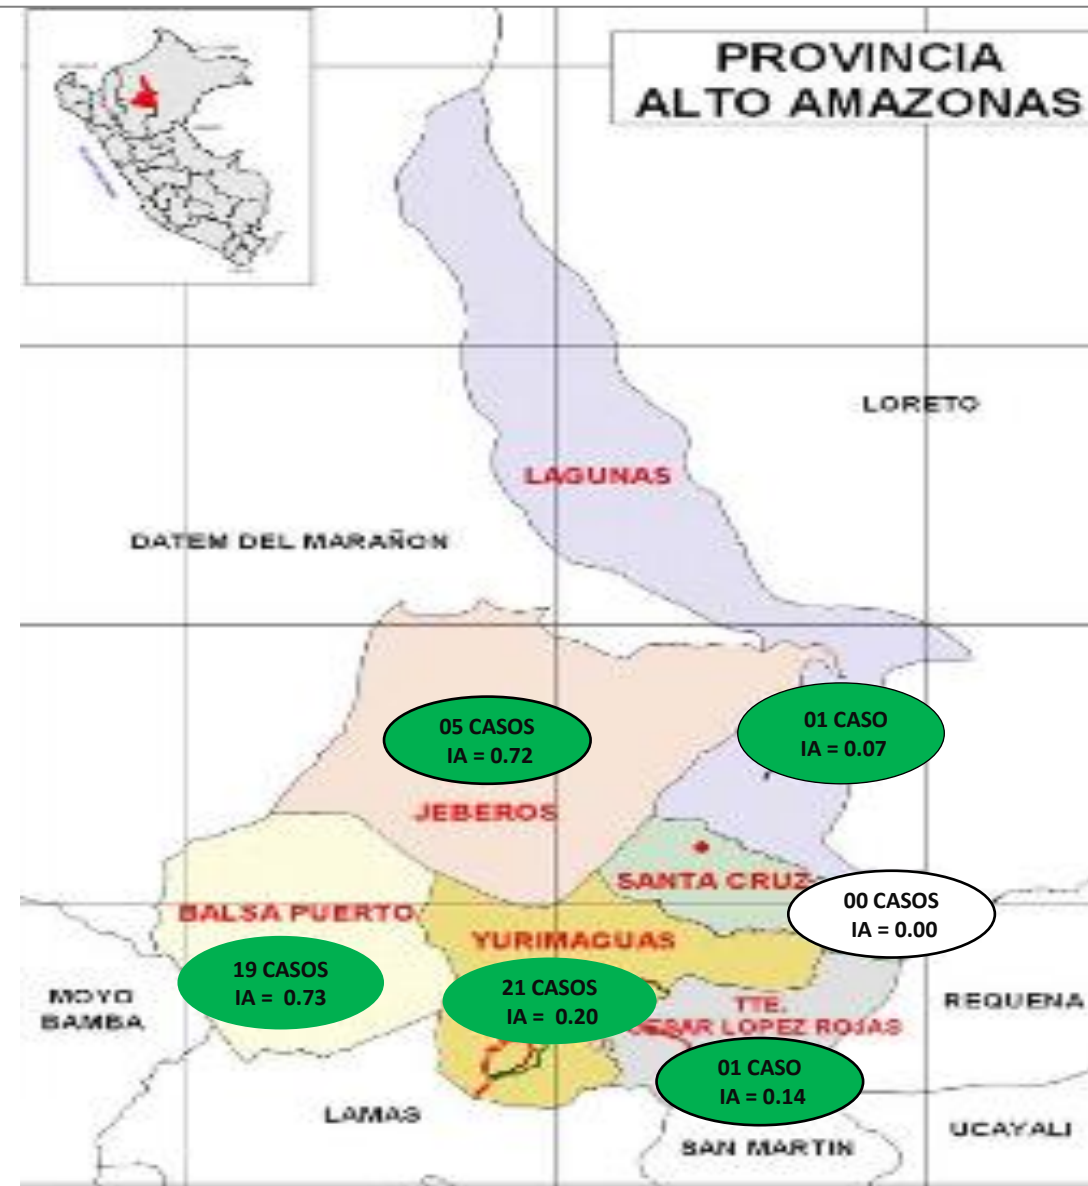 PROVINCIA
ALTO AMAZONAS
LORETO
LAGUNAS
DATEM DEL MARAÑON
05 CASOS
IA = 0.72
01 CASO
IA = 0.07
JEBEROS
SANTA CRUZ
00 CASOS
IA = 0.00
BALSA PUERTO
YURIMAGUAS
19 CASOS
IA = 0.73
21 CASOS
IA = 0.20
MOYO
BAMBA
TTE.
ESAR LOPEZ ROJAS
REQUENA
01 CASO
IA = 0.14
LAMAS
SAN MARTIN
UCAYALI